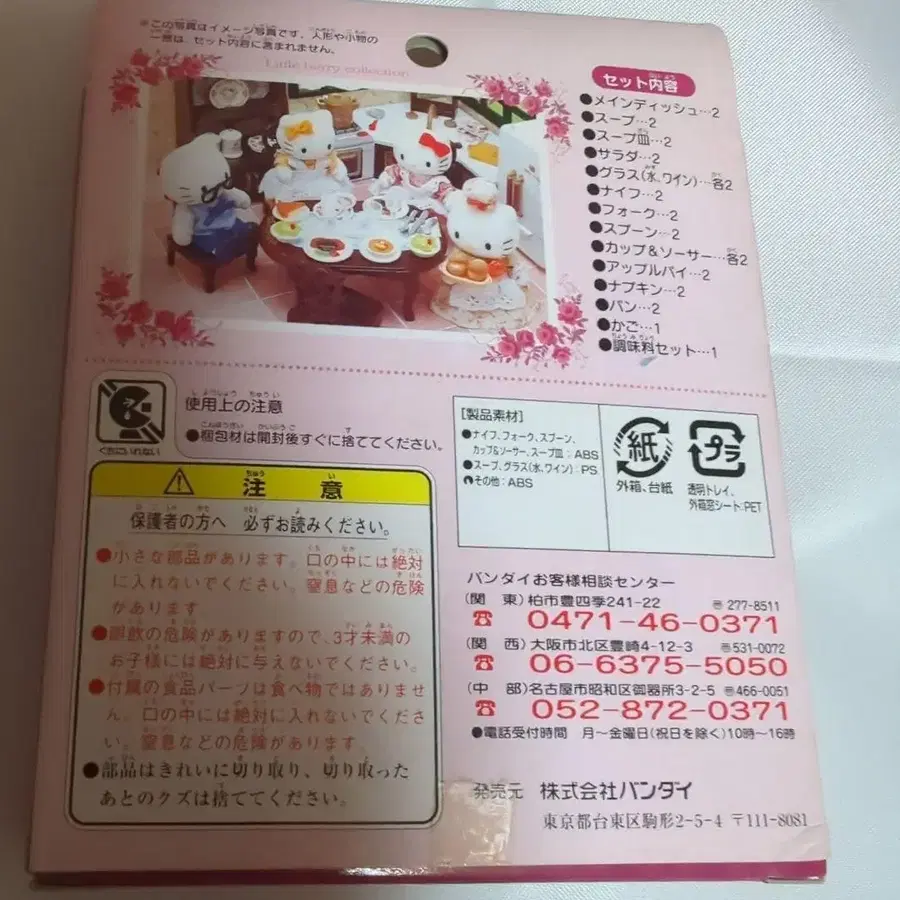 ※この写真はイメージ写真です。人形や小物の
一部は、セット内容に含まれません。
Little Ivory collection
セット内容
●メインディッシュ…2
●スープ…2
●スープ皿…2
●サラダ…2
●グラス(水、ワイン)…各2
●ナイフ…2
●フォーク…2
●スプーン…2
●カップ&ソーサー…各2
●アップルパイ…2
●ナプキン…2
●パン…2
●かご…1
●調味料セット…1
くちにいれない
使用上の注意
●梱包材は開封後すぐに捨ててください。
注意
保護者の方へ 必ずお読みください。
●小さな部品があります。口の中には絶対
に入れないでください。窒息などの危険
があります
●誤飲の危険がありますので、3才未満の
お子様には絶対に与えないでください。
●付属の食品パーツは食べ物ではありませ
ん。口の中には絶対に入れないでくださ
い。窒息などの危険があります。
●部品はきれいに切り取り、切り取った
あとのクズは捨ててください。
[製品素材]
●ナイフ、フォーク、スプーン、
カップ&ソーサー、スープ皿:ABS
●スープ、グラス(水、ワイン):PS
●その他:ABS
紙
外箱、台紙
プラ
透明トレイ、
外箱窓シート:PET
バンダイお客様相談センター
(関 東)柏市豊四季241-22 〒277-8511
☎ 0471-46-0371
(関 西)大阪市北区豊崎4-12-3 〒531-0072
☎ 06-6375-5050
(中 部)名古屋市昭和区御器所3-2-5 〒466-0051
☎ 052-872-0371
●電話受付時間 月〜金曜日(祝日を除く)10時〜16時
発売元 株式会社バンダイ
東京都台東区駒形2-5-4 〒111-8081